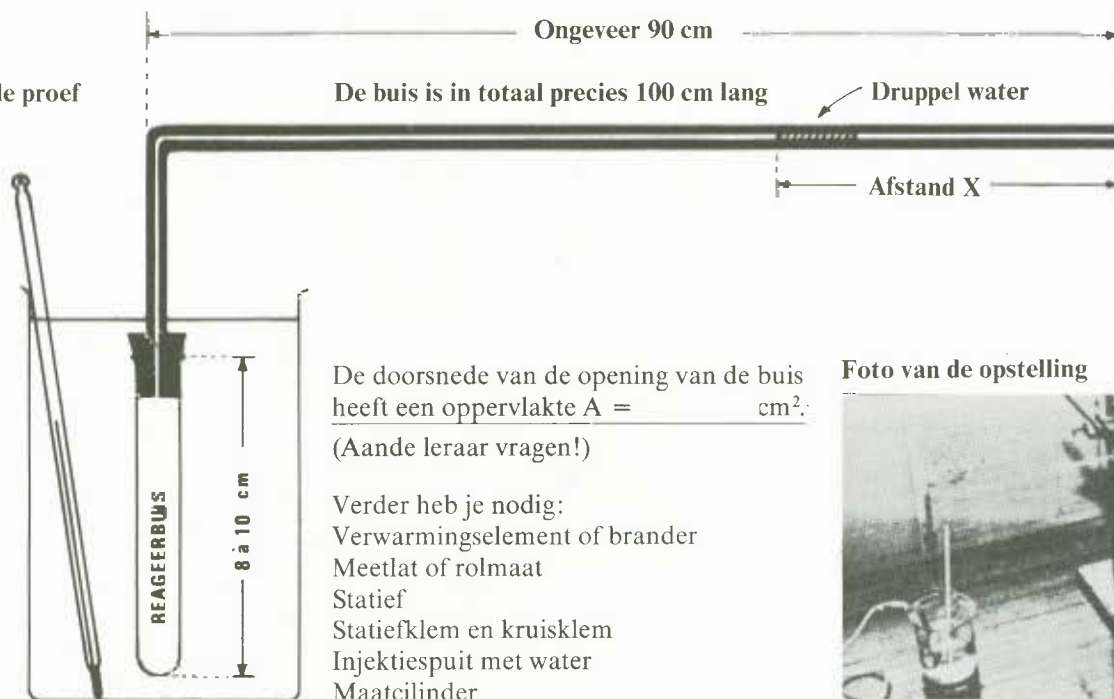 Ongeveer 90 cm
de proef
De buis is in totaal precies 100 cm lang
Druppel water
Afstand X
REAGEERBUIS
8 à 10 cm
De doorsnede van de opening van de buis
heeft een oppervlakte A = cm².
(Aande leraar vragen!)
Verder heb je nodig:
Verwarmingselement of brander
Meetlat of rolmaat
Statief
Statiefklem en kruisklem
Injektiespuit met water
Maatcilinder
Foto van de opstelling